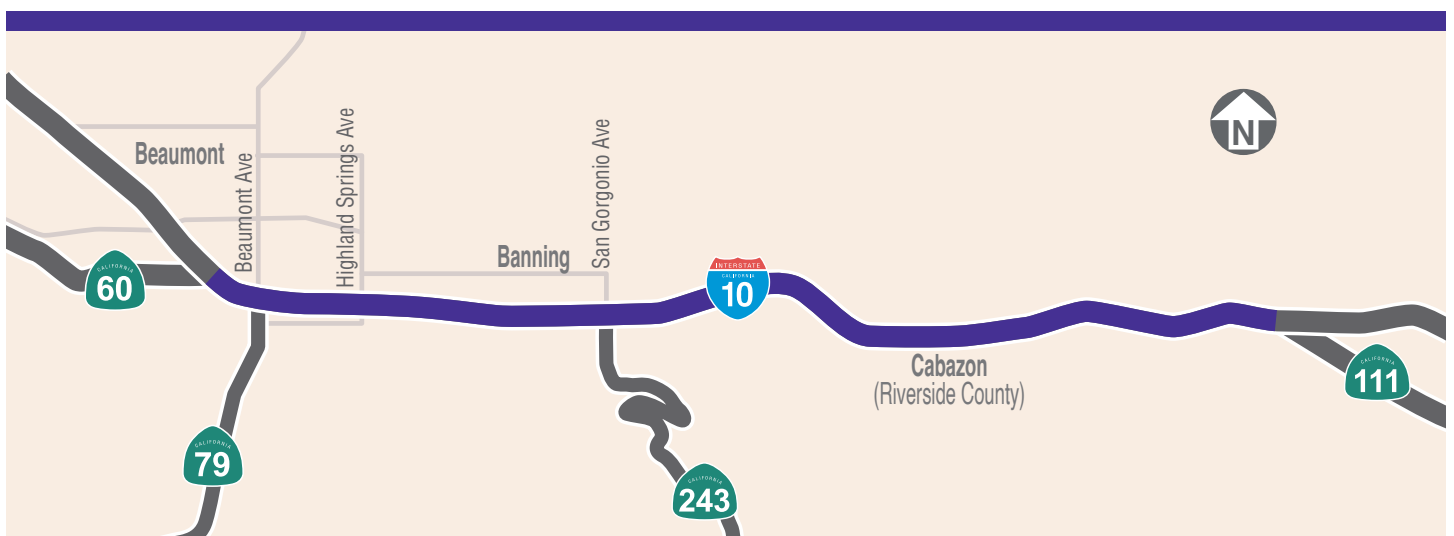 Beaumont
Beaumont Ave
Highland Springs Ave
San Gorgonio Ave
N
Banning
CALIFORNIA
60
INTERSTATE
CALIFORNIA
10
Cabazon
(Riverside County)
CALIFORNIA
111
CALIFORNIA
79
CALIFORNIA
243